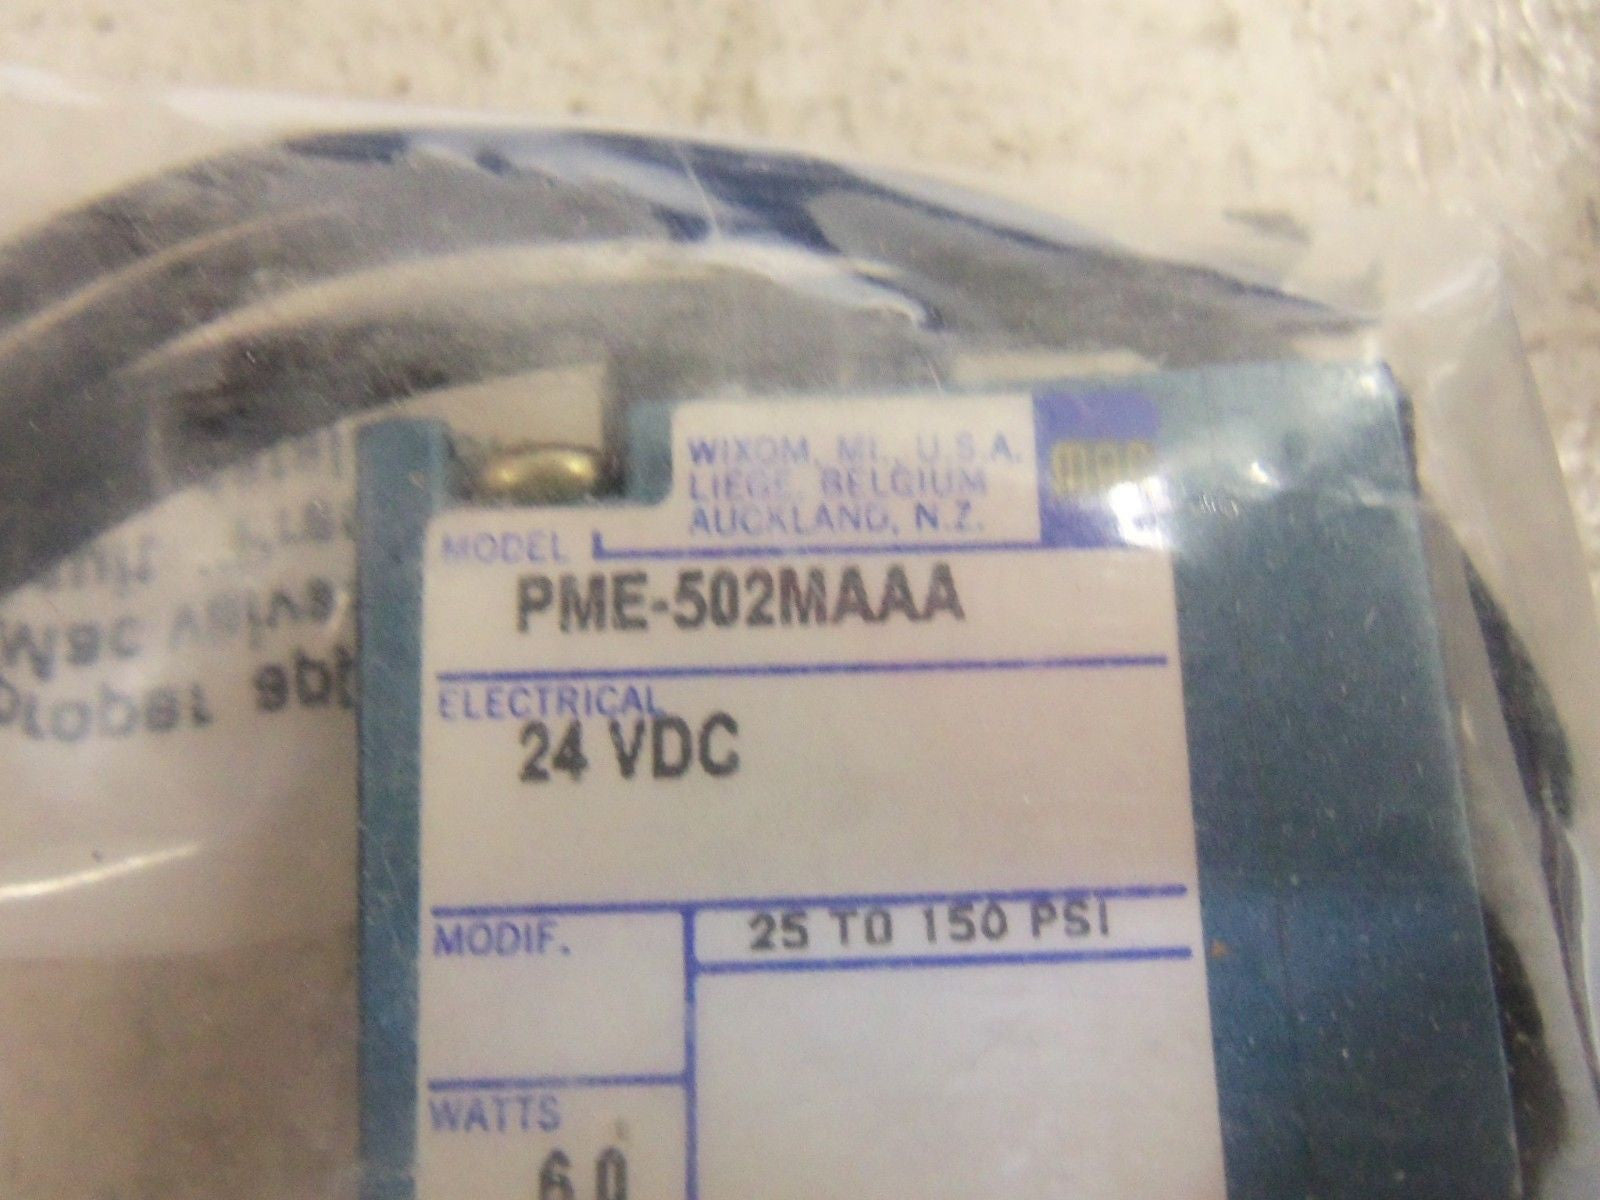 WIXOM, MI., U.S.A.
LIEGE, BELGIUM
AUCKLAND, N.Z.
mac
MODEL
PME-502MAAA
ELECTRICAL
24 VDC
MODIF.
25 TO 150 PSI
WATTS
6.0